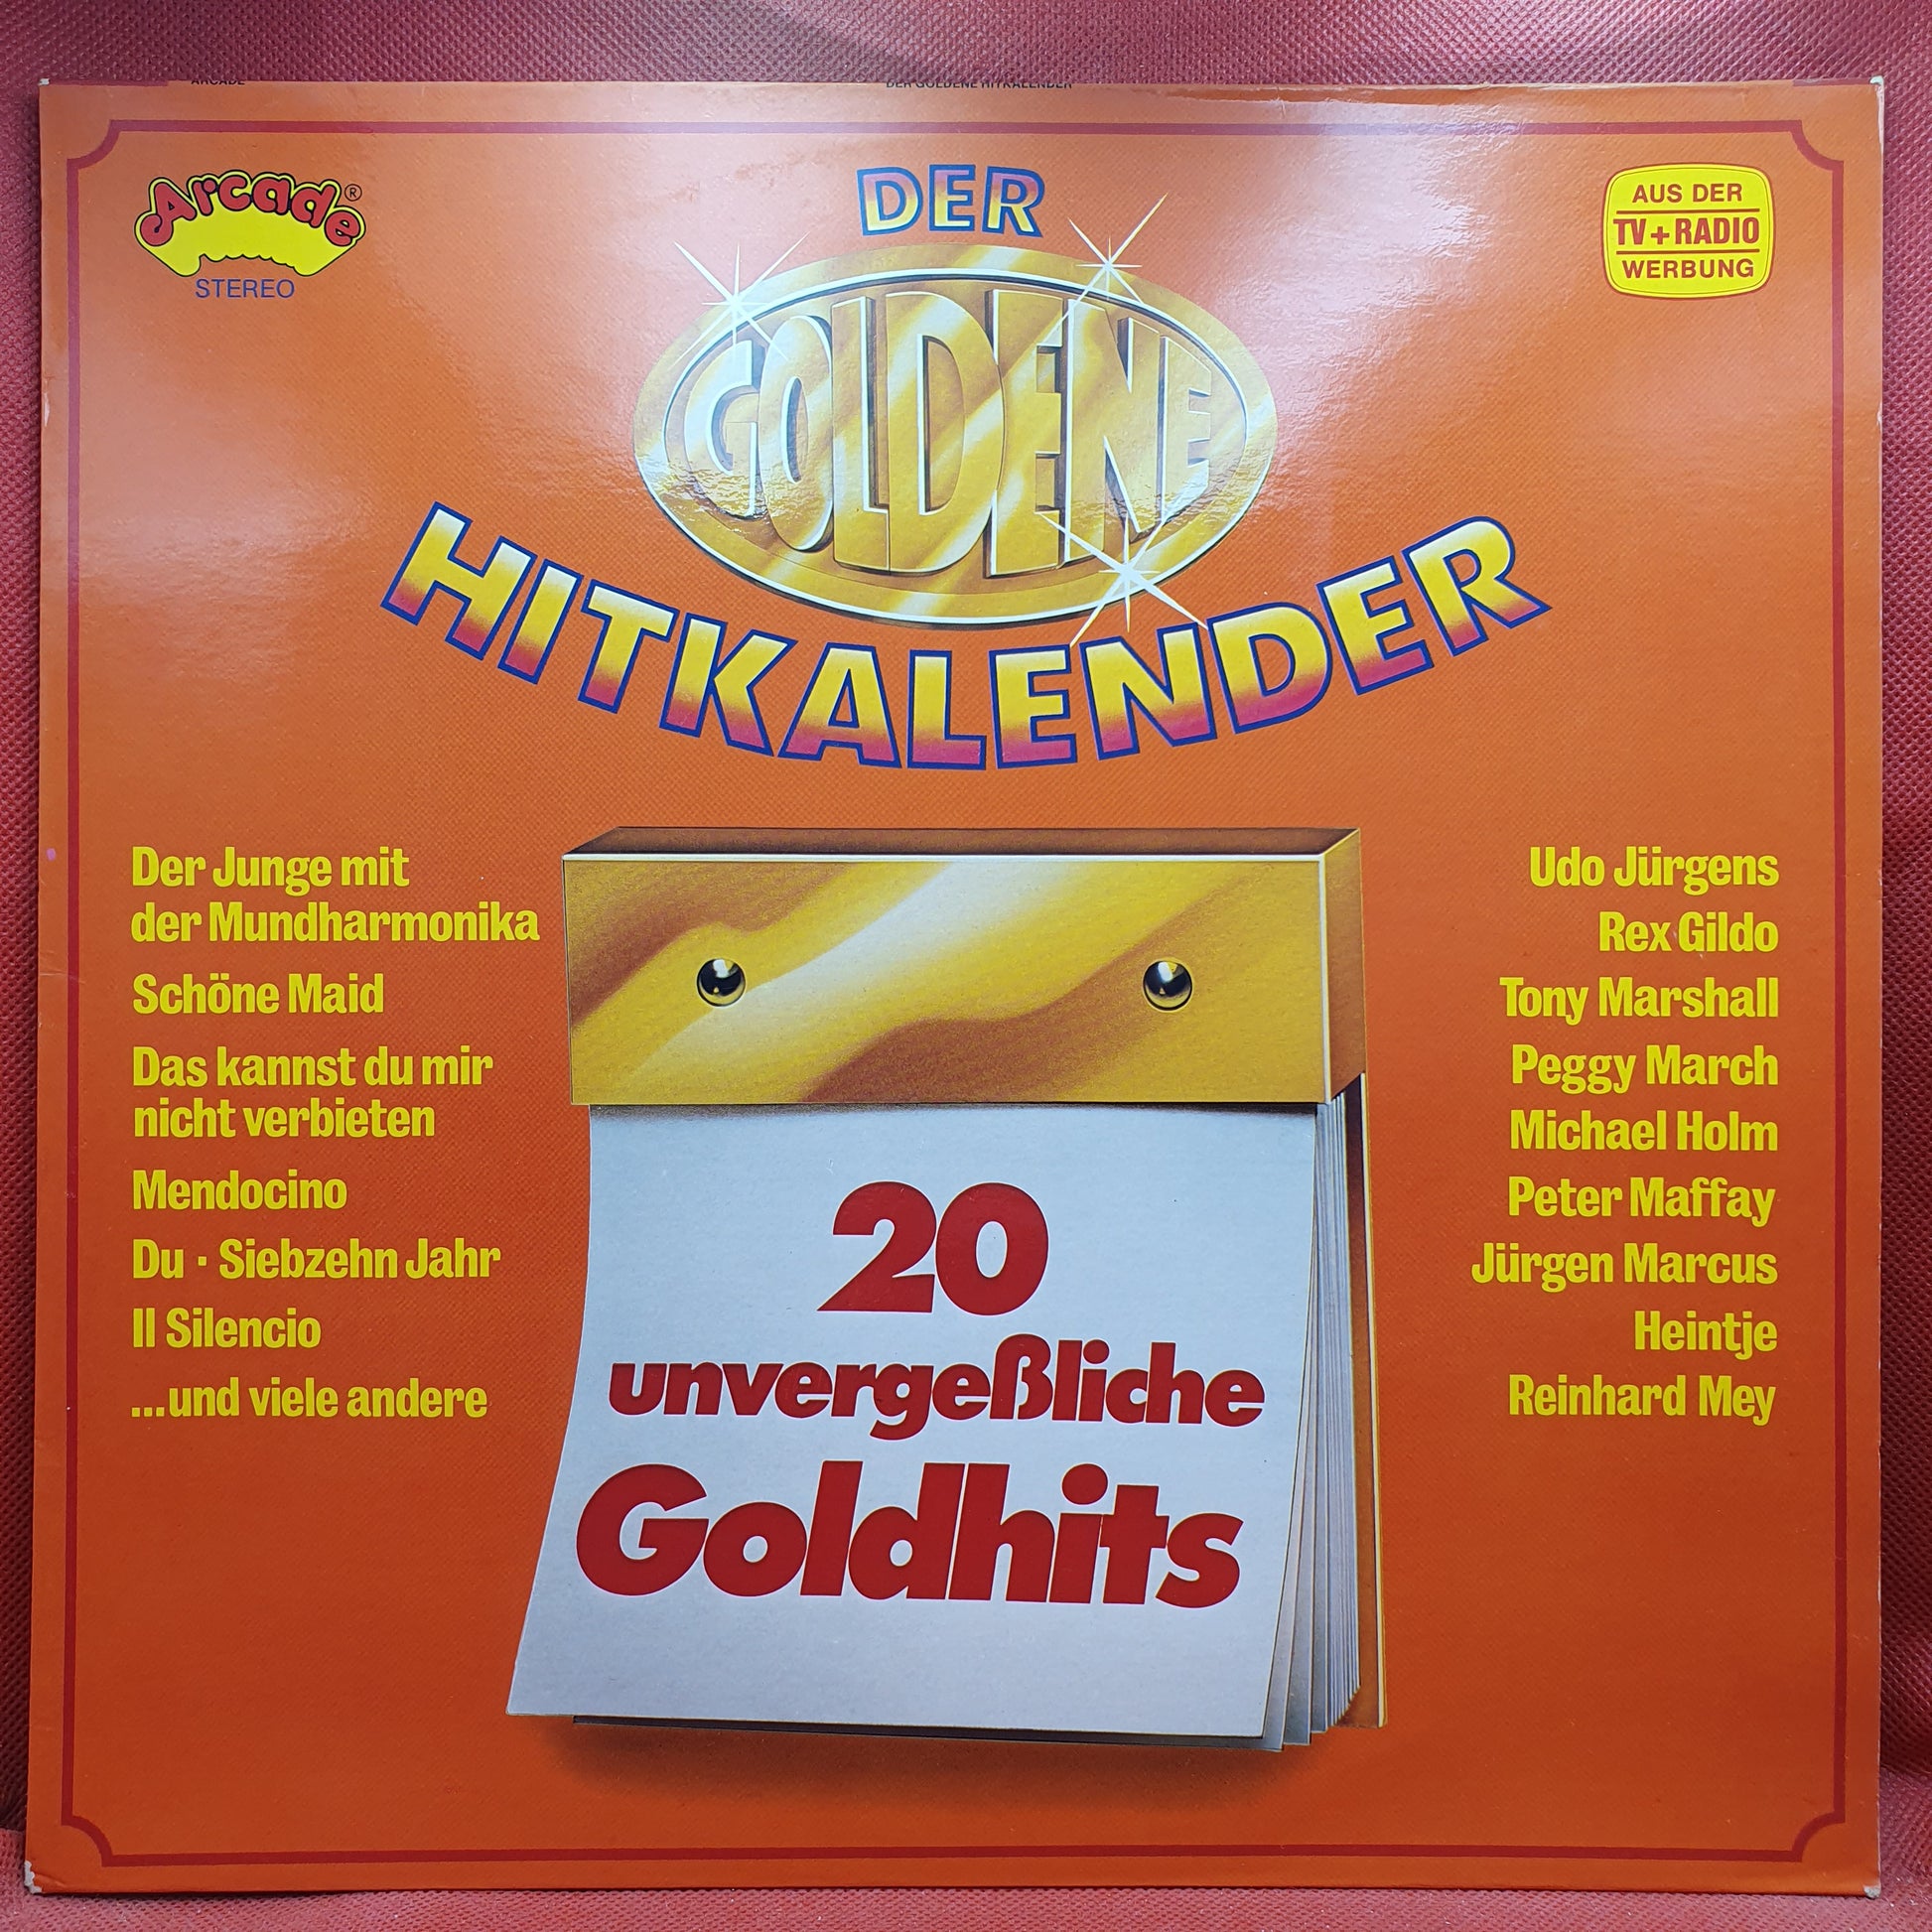 ARCADE
DER GOLDENE HITKALENDER
Arcade®
STEREO
AUS DER
TV+RADIO
WERBUNG
DER
GOLDENE
HITKALENDER
Der Junge mit
der Mundharmonika
Schöne Maid
Das kannst du mir
nicht verbieten
Mendocino
Du · Siebzehn Jahr
Il Silencio
...und viele andere
20
unvergeßliche
Goldhits
Udo Jürgens
Rex Gildo
Tony Marshall
Peggy March
Michael Holm
Peter Maffay
Jürgen Marcus
Heintje
Reinhard Mey